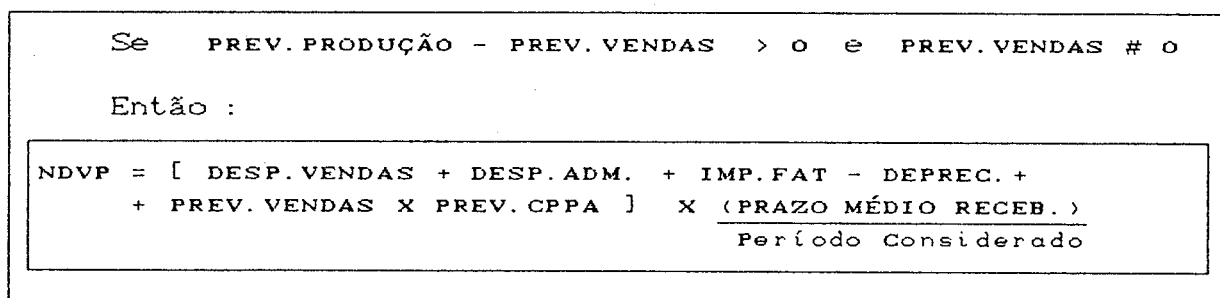 Se PREV.PRODUÇÃO - PREV.VENDAS > o e PREV.VENDAS # o
Então :
NDVP = [ DESP.VENDAS + DESP.ADM. + IMP.FAT - DEPREC. +
+ PREV.VENDAS X PREV.CPPA ] X (PRAZO MÉDIO RECEB.)
Período Considerado